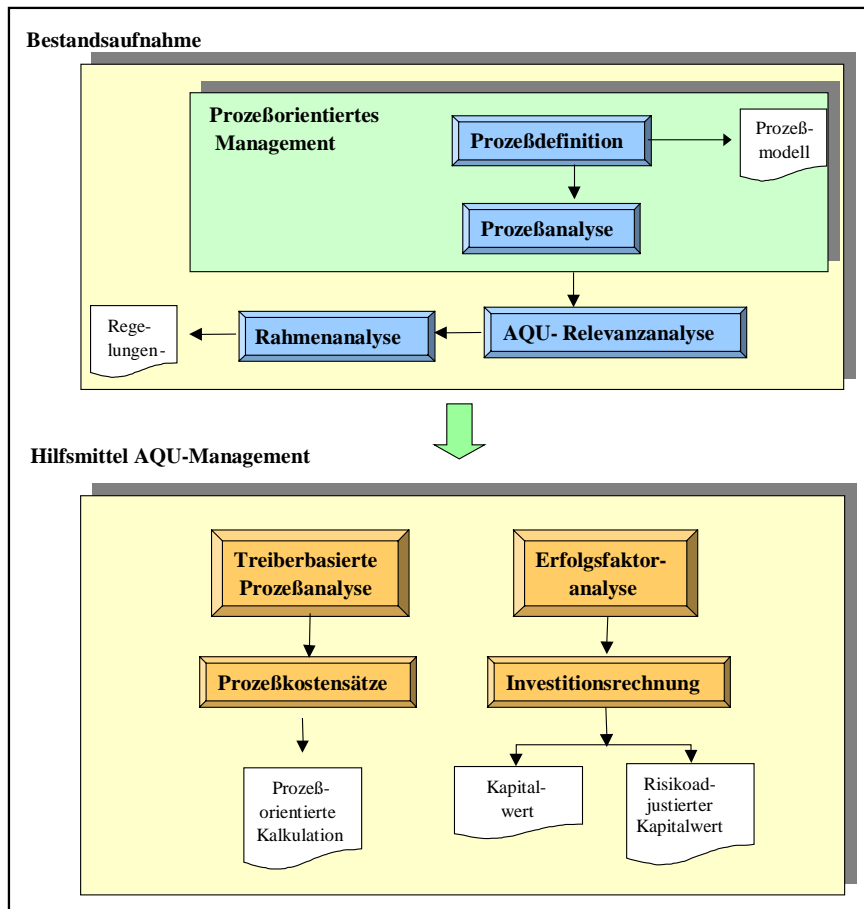 Bestandsaufnahme
Prozeßorientiertes
Management
Prozeßdefinition
Prozeß-
modell
Prozeßanalyse
Rege-
lungen-
Rahmenanalyse
AQU- Relevanzanalyse
Hilfsmittel AQU-Management
Treiberbasierte
Prozeßanalyse
Erfolgsfaktor-
analyse
Prozeßkostensätze
Investitionsrechnung
Prozeß-
orientierte
Kalkulation
Kapital-
wert
Risikoad-
justierter
Kapitalwert